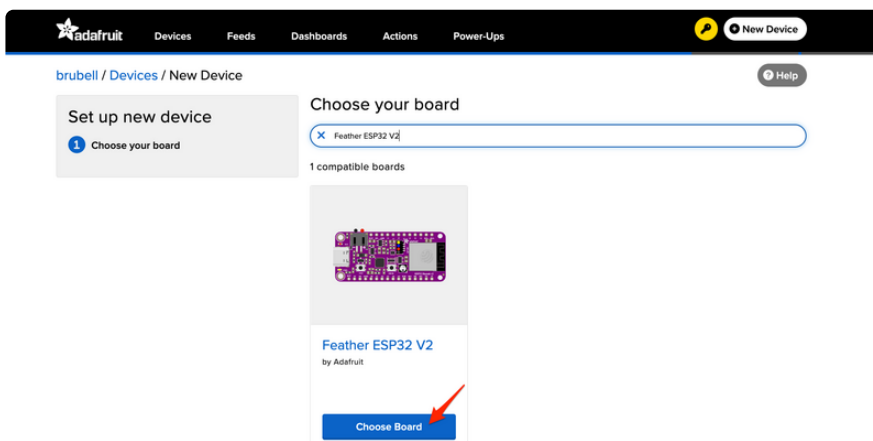 adafruit Devices Feeds Dashboards Actions Power-Ups New Device
brubell / Devices / New Device Help
Set up new device
1 Choose your board
Choose your board
Feather ESP32 V2
1 compatible boards
Feather ESP32 V2
by Adafruit
Choose Board